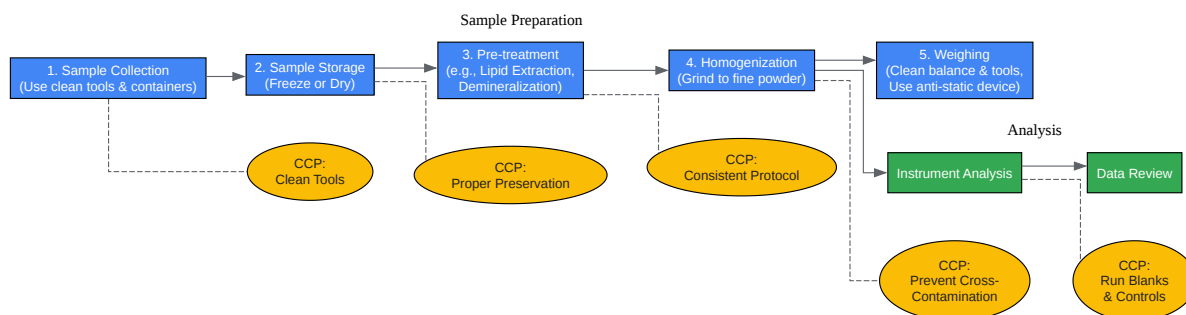 Sample Preparation
1. Sample Collection
(Use clean tools & containers)
2. Sample Storage
(Freeze or Dry)
3. Pre-treatment
(e.g., Lipid Extraction,
Demineralization)
4. Homogenization
(Grind to fine powder)
5. Weighing
(Clean balance & tools,
Use anti-static device)
CCP:
Clean Tools
CCP:
Proper Preservation
CCP:
Consistent Protocol
Analysis
Instrument Analysis
Data Review
CCP:
Prevent Cross-
Contamination
CCP:
Run Blanks
& Controls